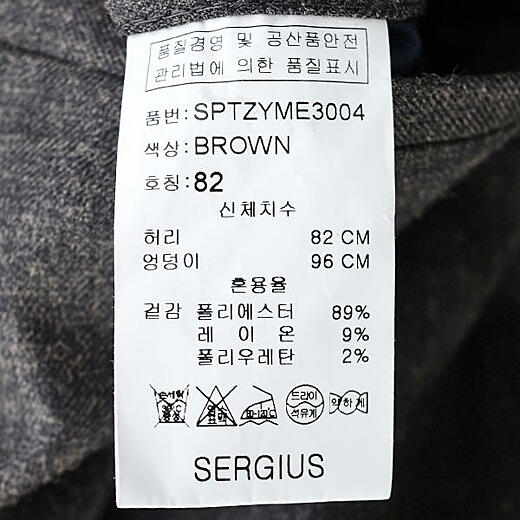 품질경영 및 공산품안전
관리법에 의한 품질표시
품번: SPTZYME3004
색상: BROWN
호칭: 82
신체치수
허리 82 CM
엉덩이 96 CM
혼용율
겉감 폴리에스터 89%
레 이 온 9%
폴리우레탄 2%
드라이
석유계
약하게
SERGIUS